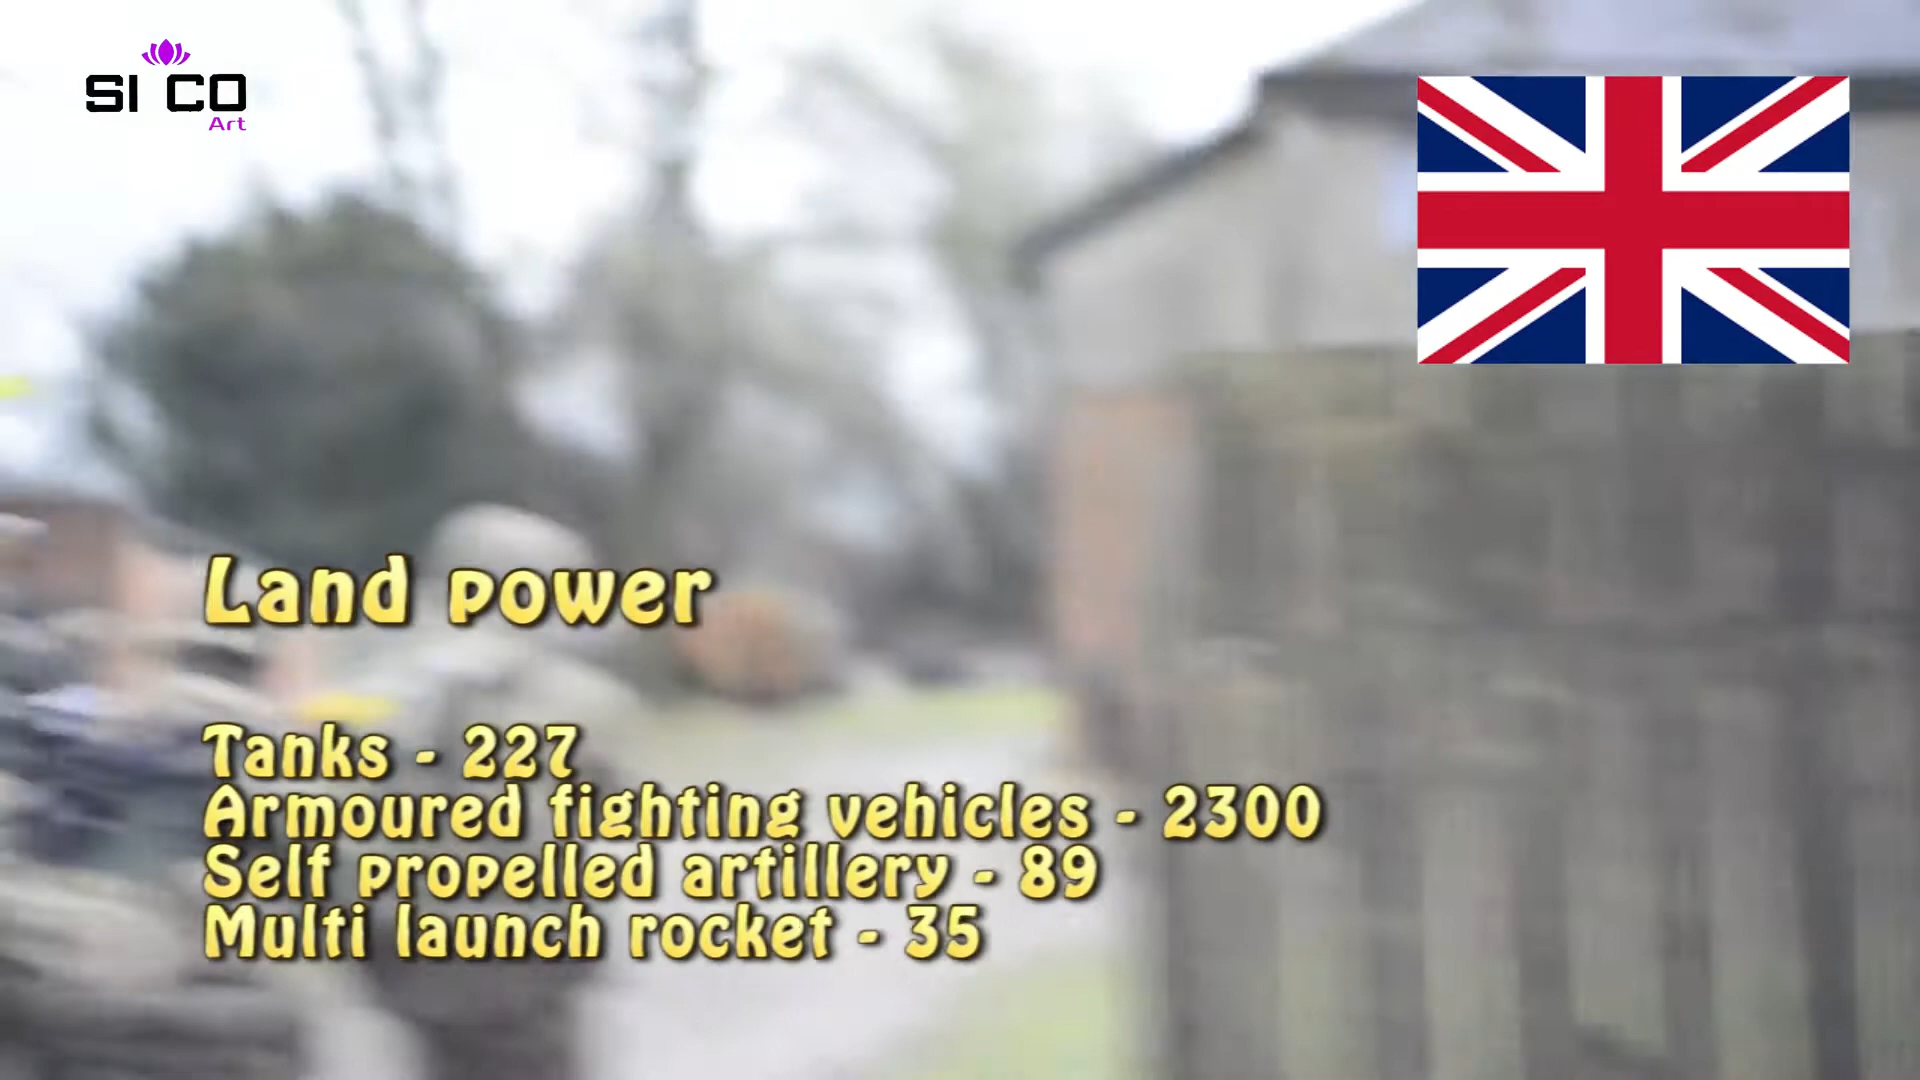 SI CO
Art
Land power
Tanks - 227
Armoured fighting vehicles - 2300
Self propelled artillery - 89
Multi launch rocket - 35